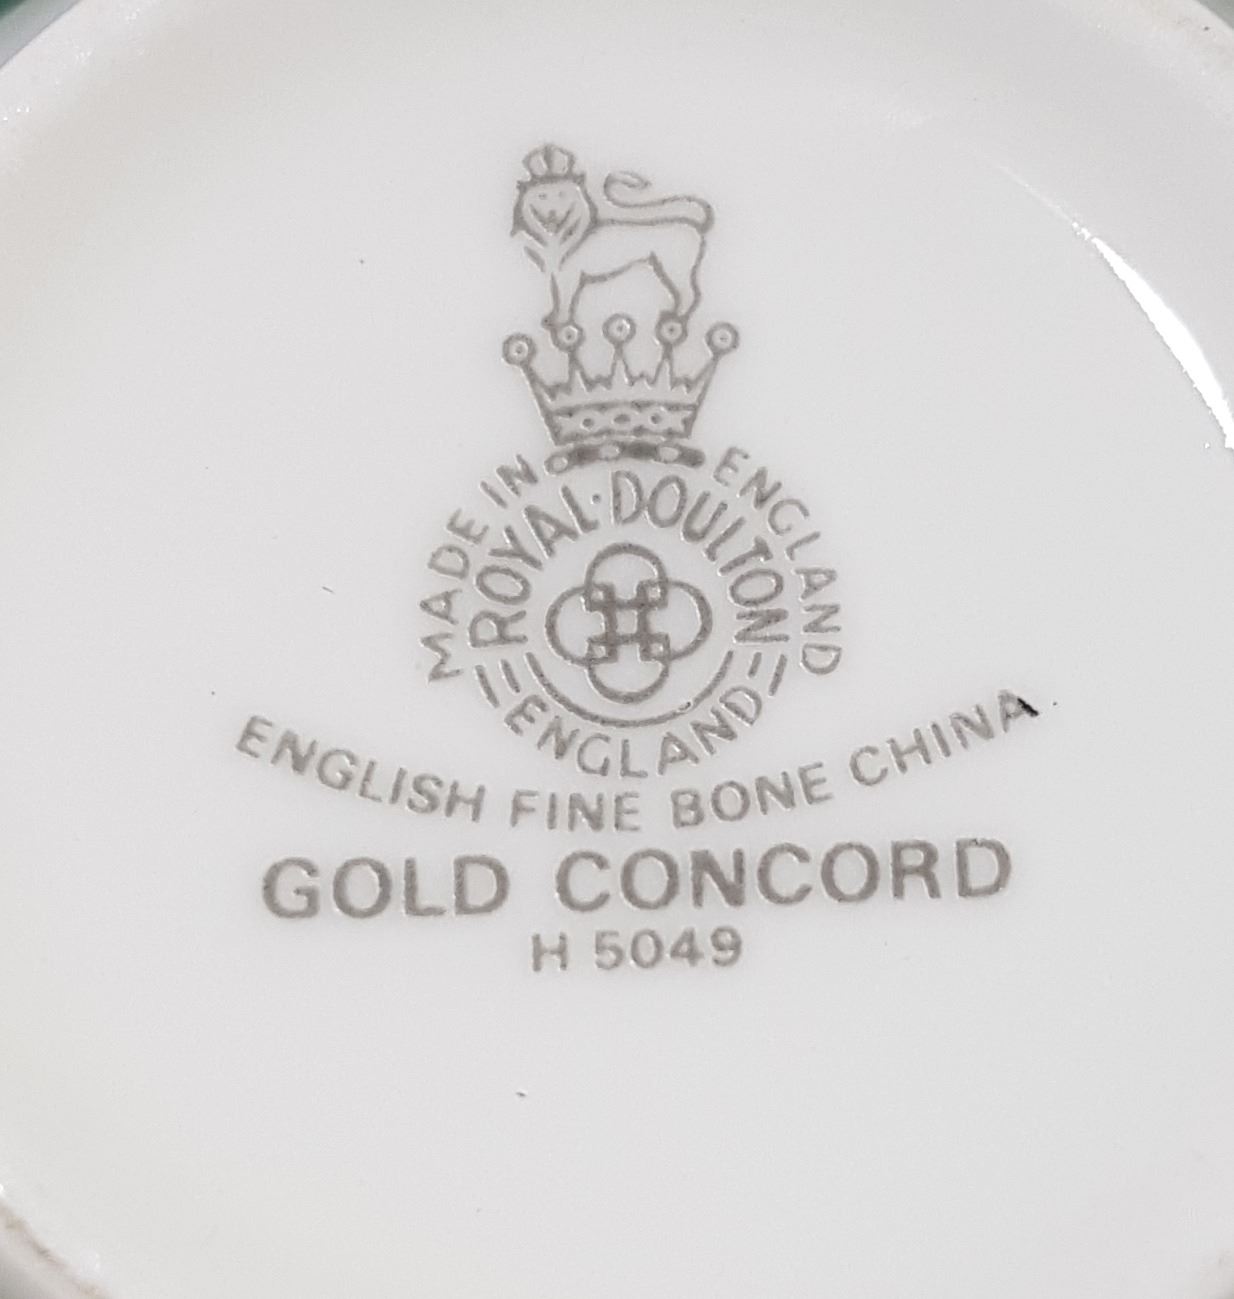 MADE IN ENGLAND
ROYAL·DOULTON
ENGLAND
ENGLISH FINE BONE CHINA
GOLD CONCORD
H 5049